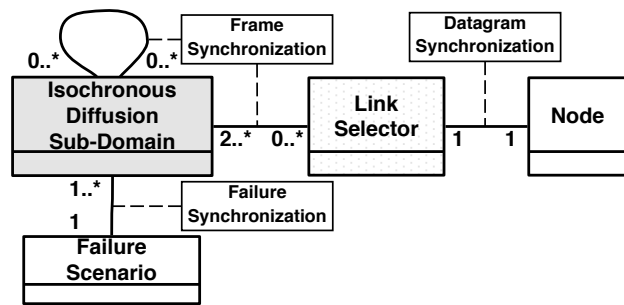 Frame
Synchronization
Datagram
Synchronization
0..*
0..*
Isochronous
Diffusion
Sub-Domain
Link
Selector
Node
2..*
0..*
1
1
1..*
Failure
Synchronization
1
Failure
Scenario